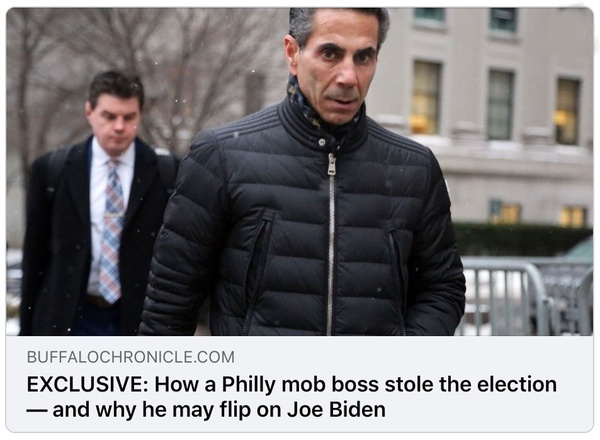 BUFFALOCHRONICLE.COM
EXCLUSIVE: How a Philly mob boss stole the election
— and why he may flip on Joe Biden